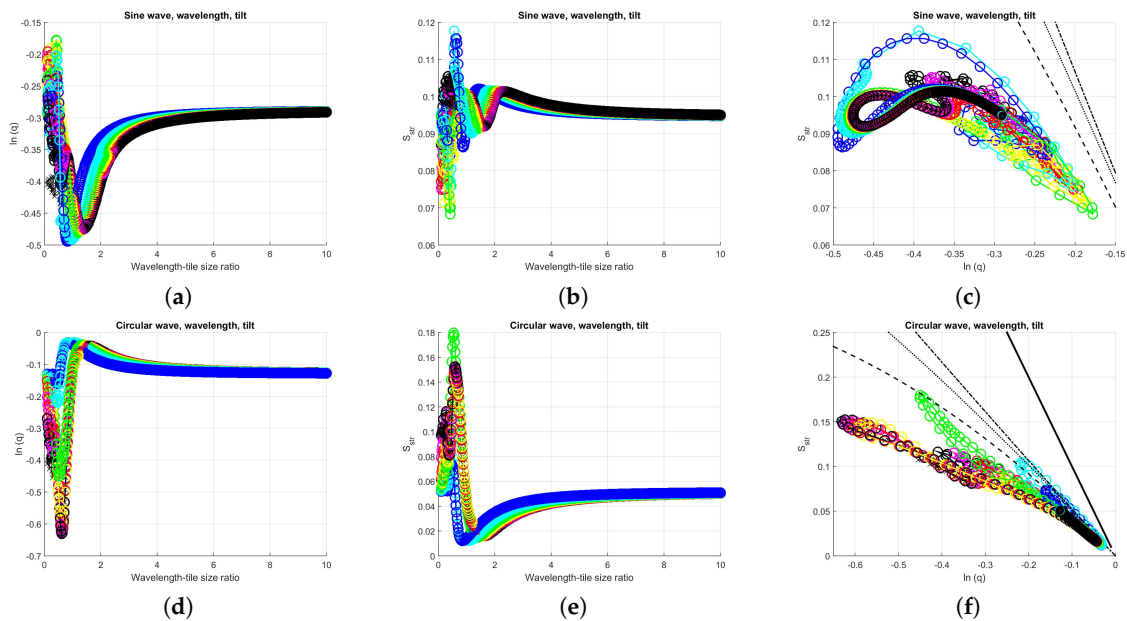 Sine wave, wavelength, tilt
-0.15
-0.2
-0.25
-0.3
-0.35
-0.4
-0.45
-0.5
ln (q)
0 2 4 6 8 10
Wavelength-tile size ratio
(a)
Sine wave, wavelength, tilt
0.12
0.11
0.1
0.09
0.08
0.07
0.06
S_str
0 2 4 6 8 10
Wavelength-tile size ratio
(b)
Sine wave, wavelength, tilt
0.12
0.11
0.1
0.09
0.08
0.07
0.06
S_str
-0.5 -0.45 -0.4 -0.35 -0.3 -0.25 -0.2 -0.15
ln (q)
(c)
Circular wave, wavelength, tilt
0
-0.1
-0.2
-0.3
-0.4
-0.5
-0.6
-0.7
ln (q)
0 2 4 6 8 10
Wavelength-tile size ratio
(d)
Circular wave, wavelength, tilt
0.18
0.16
0.14
0.12
0.1
0.08
0.06
0.04
0.02
0
S_str
0 2 4 6 8 10
Wavelength-tile size ratio
(e)
Circular wave, wavelength, tilt
0.25
0.2
0.15
0.1
0.05
0
S_str
-0.6 -0.5 -0.4 -0.3 -0.2 -0.1 0
ln (q)
(f)